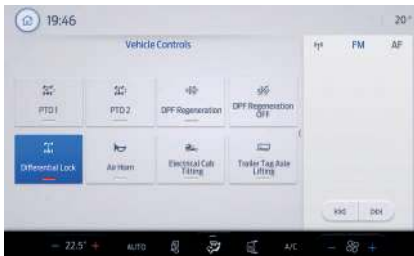 19:46
20°
Vehicle Controls
FM AF
PTO 1
PTO 2
DPF Regeneration
DPF Regeneration
OFF
Differential Lock
Air Horn
Electrical Cab
Tilting
Trailer Tag Axle
Lifting
- 22.5° +
AUTO
A/C
- +